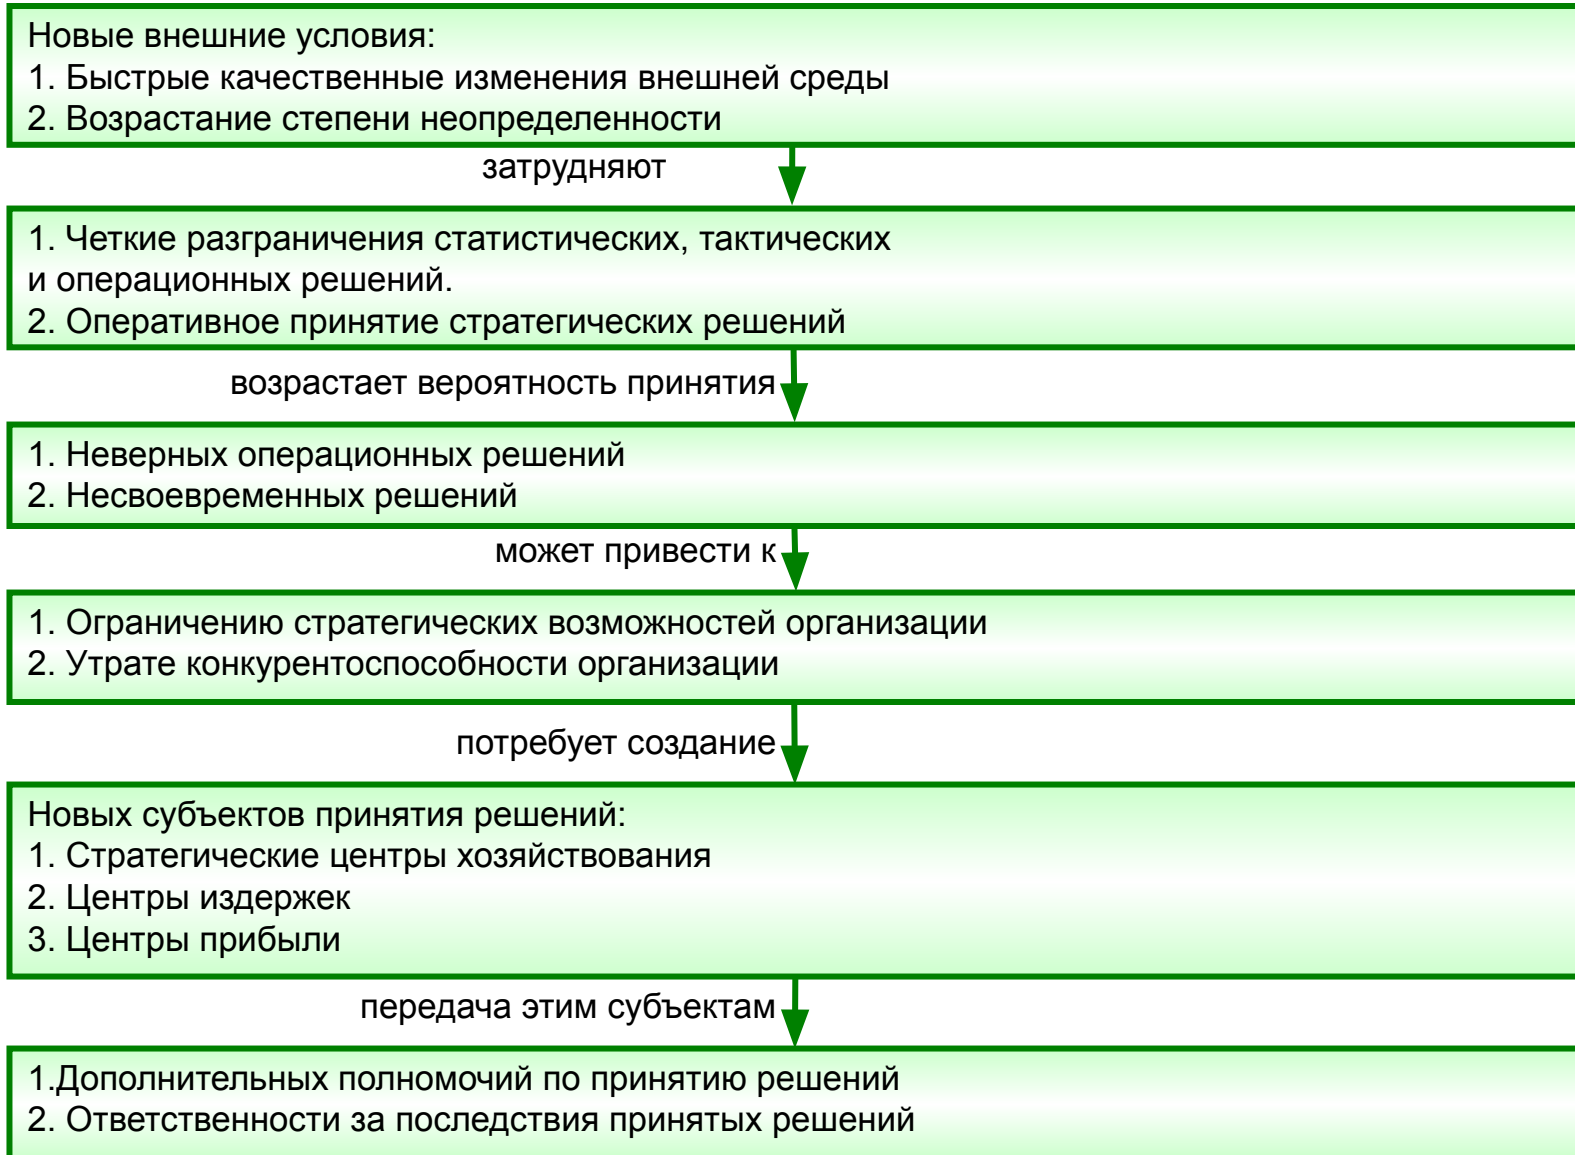 Новые внешние условия:
1. Быстрые качественные изменения внешней среды
2. Возрастание степени неопределенности
затрудняют
1. Четкие разграничения статистических, тактических
и операционных решений.
2. Оперативное принятие стратегических решений
возрастает вероятность принятия
1. Неверных операционных решений
2. Несвоевременных решений
может привести к
1. Ограничению стратегических возможностей организации
2. Утрате конкурентоспособности организации
потребует создание
Новых субъектов принятия решений:
1. Стратегические центры хозяйствования
2. Центры издержек
3. Центры прибыли
передача этим субъектам
1.Дополнительных полномочий по принятию решений
2. Ответственности за последствия принятых решений